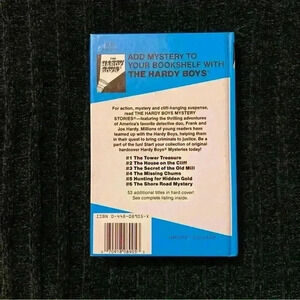 THE
HARDY
BOYS
ADD MYSTERY TO
YOUR BOOKSHELF WITH
THE HARDY BOYS
For action, mystery and cliff-hanging suspense,
read THE HARDY BOYS MYSTERY
STORIES—featuring the thrilling adventures
of America's favorite detective duo, Frank and
Joe Hardy. Millions of young readers have
teamed up with the Hardy Boys, helping them
in their quest to bring criminals to justice. Be a
part of the fun! Start your collection of original
hardcover Hardy Boys® Mysteries today!
#1 The Tower Treasure
#2 The House on the Cliff
#3 The Secret of the Old Mill
#4 The Missing Chums
#5 Hunting for Hidden Gold
#6 The Shore Road Mystery
53 additional titles in hard cover!
See complete listing inside.
ISBN 0-448-08905-X